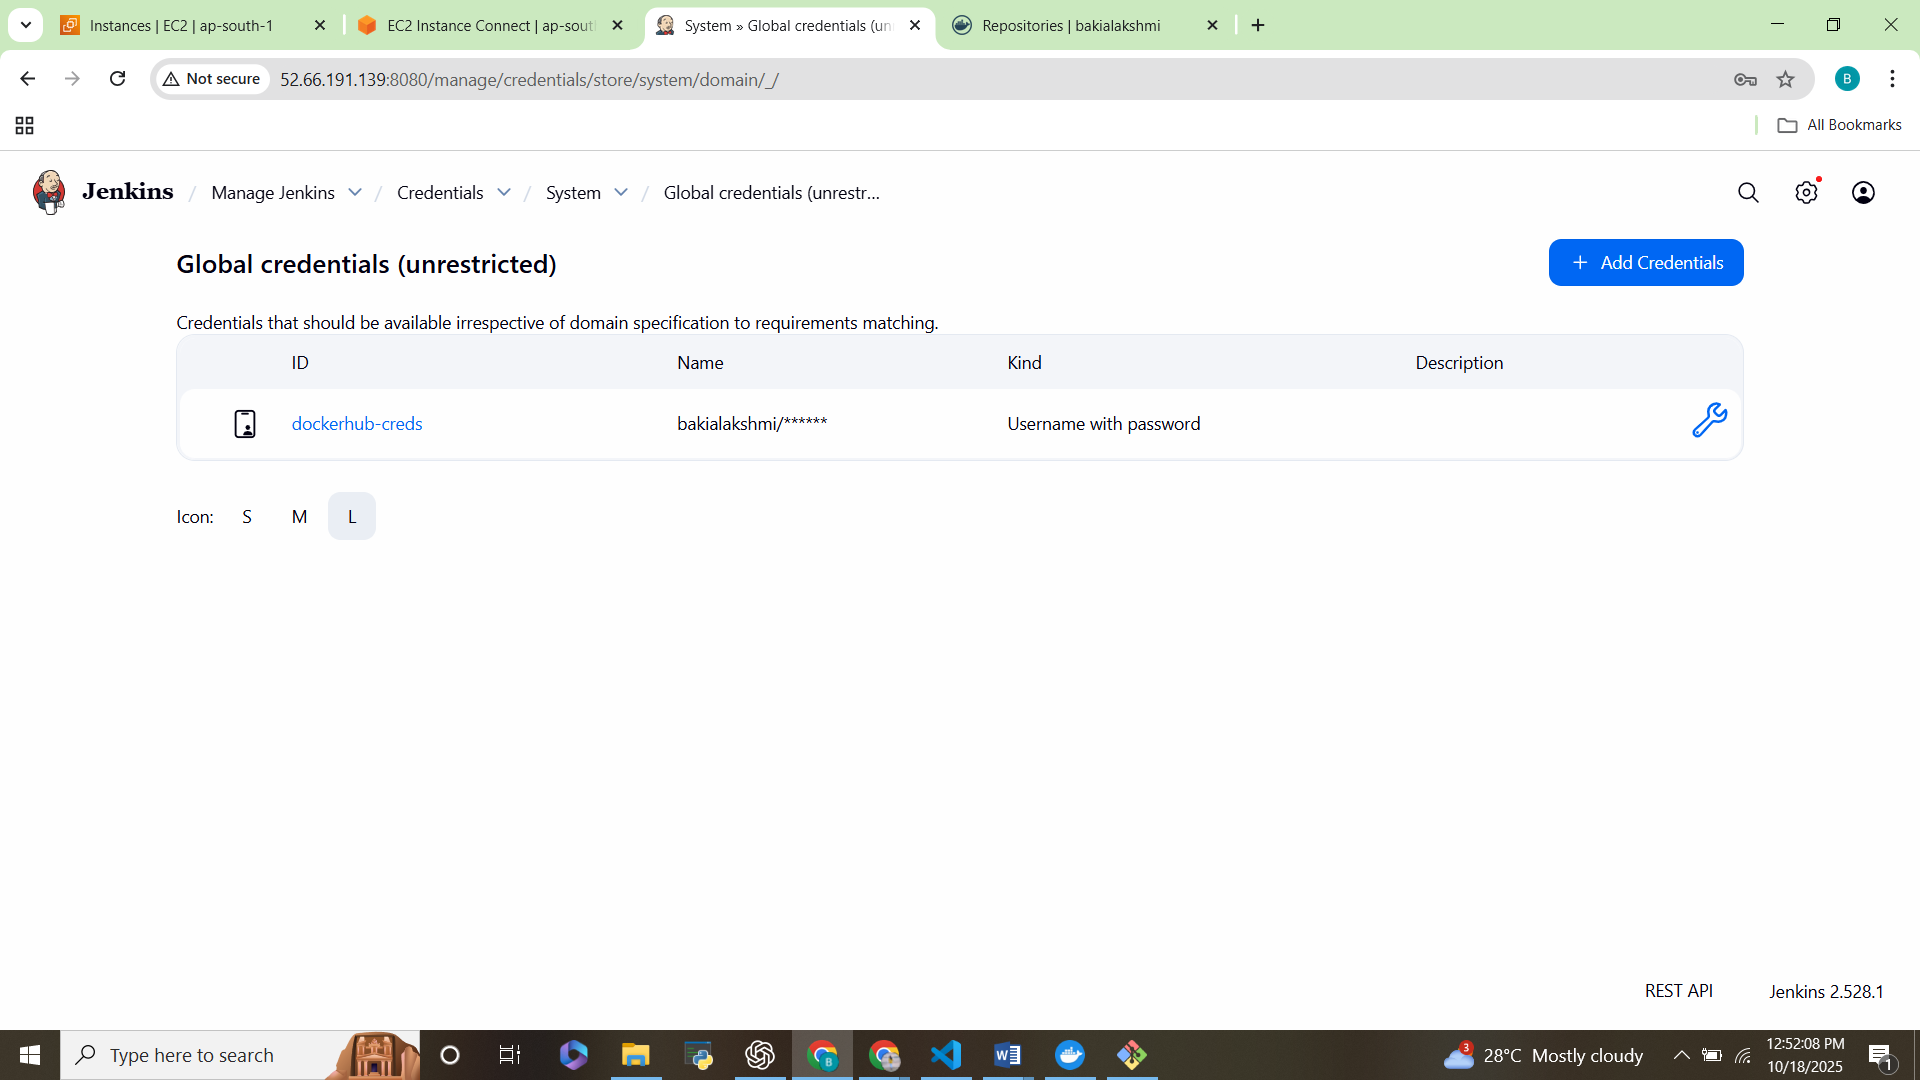 Instances | EC2 | ap-south-1
EC2 Instance Connect | ap-sout
System » Global credentials (un
Repositories | bakialakshmi
Not secure
52.66.191.139:8080/manage/credentials/store/system/domain/_/
B
All Bookmarks
Jenkins / Manage Jenkins / Credentials / System / Global credentials (unrestr...
Global credentials (unrestricted)
+ Add Credentials
Credentials that should be available irrespective of domain specification to requirements matching.
ID Name Kind Description
dockerhub-creds bakialakshmi/****** Username with password
Icon: S M L
REST API Jenkins 2.528.1
Type here to search
B
3
28°C Mostly cloudy
12:52:08 PM
10/18/2025
1